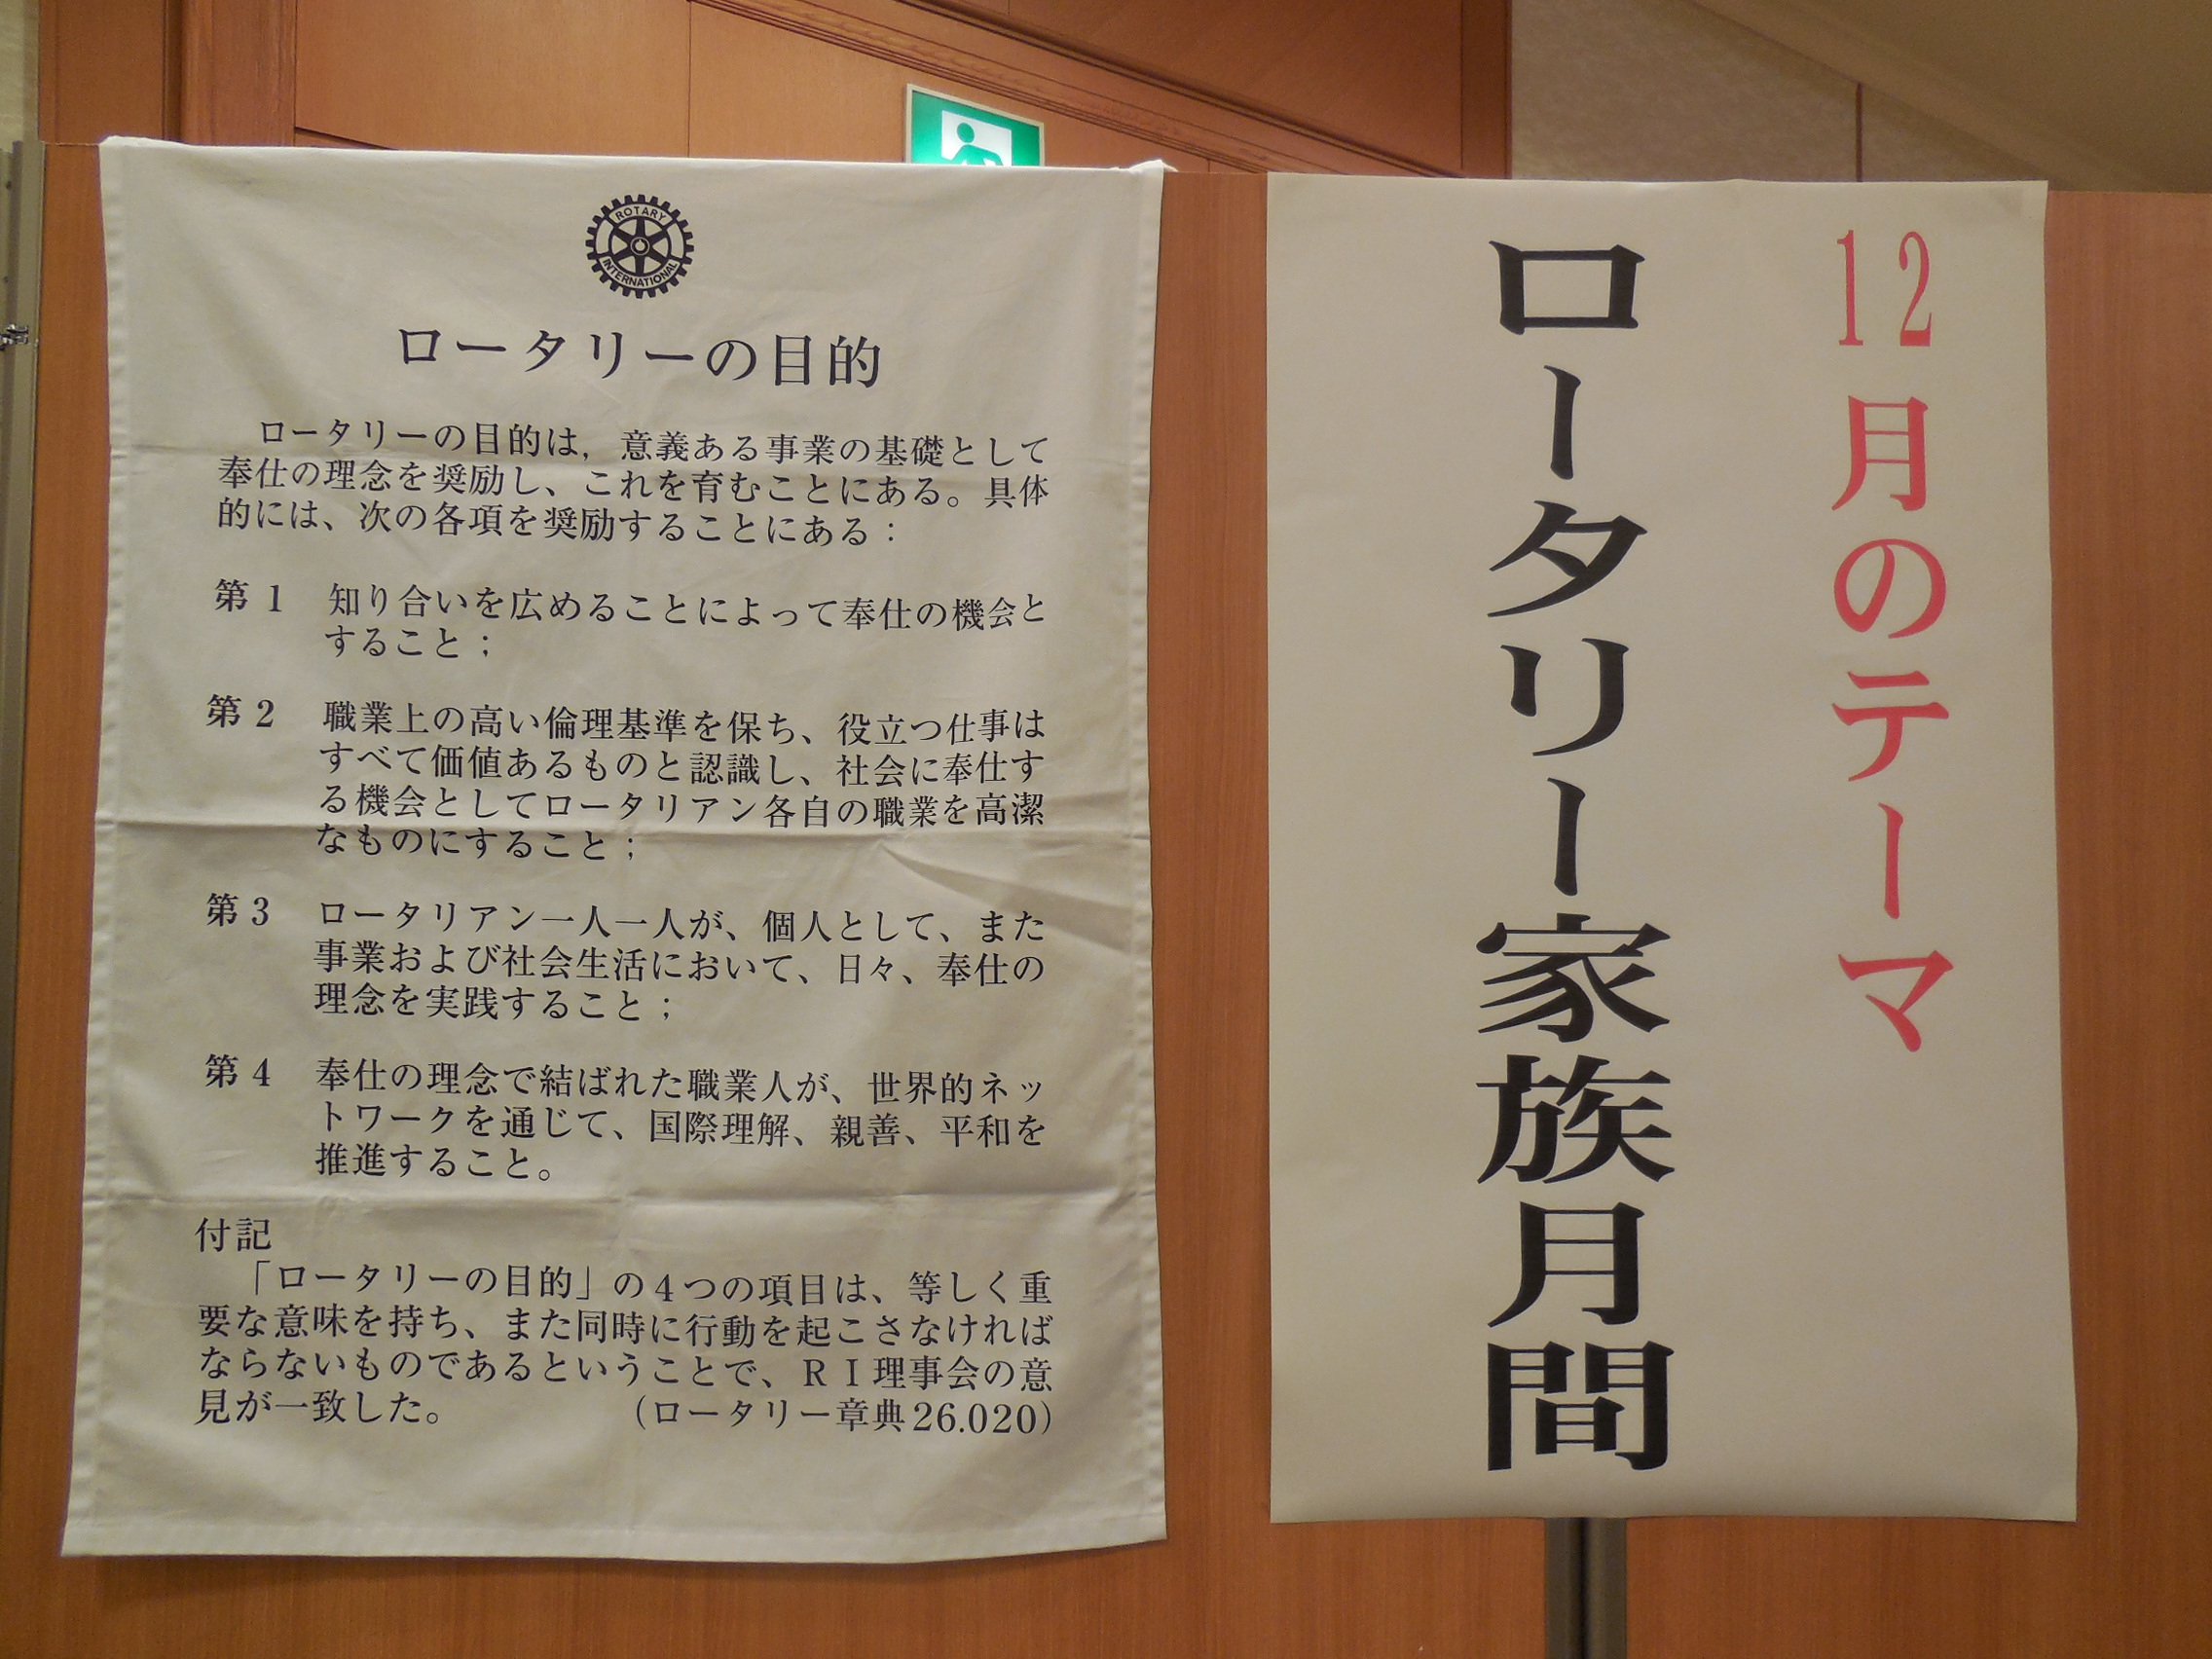 ROTARY
INTERNATIONAL
ロータリーの目的
ロータリーの目的は，意義ある事業の基礎として
奉仕の理念を奨励し、これを育むことにある。具体
的には、次の各項を奨励することにある：
第 1 知り合いを広めることによって奉仕の機会と
すること；
第 2 職業上の高い倫理基準を保ち、役立つ仕事は
すべて価値あるものと認識し、社会に奉仕す
る機会としてロータリアン各自の職業を高潔
なものにすること；
第 3 ロータリアン一人一人が、個人として、また
事業および社会生活において、日々、奉仕の
理念を実践すること；
第 4 奉仕の理念で結ばれた職業人が、世界的ネッ
トワークを通じて、国際理解、親善、平和を
推進すること。
付記
「ロータリーの目的」の4つの項目は、等しく重
要な意味を持ち、また同時に行動を起こさなければ
ならないものであるということで、ＲＩ理事会の意
見が一致した。 （ロータリー章典26.020）
12月のテーマ
ロータリー家族月間